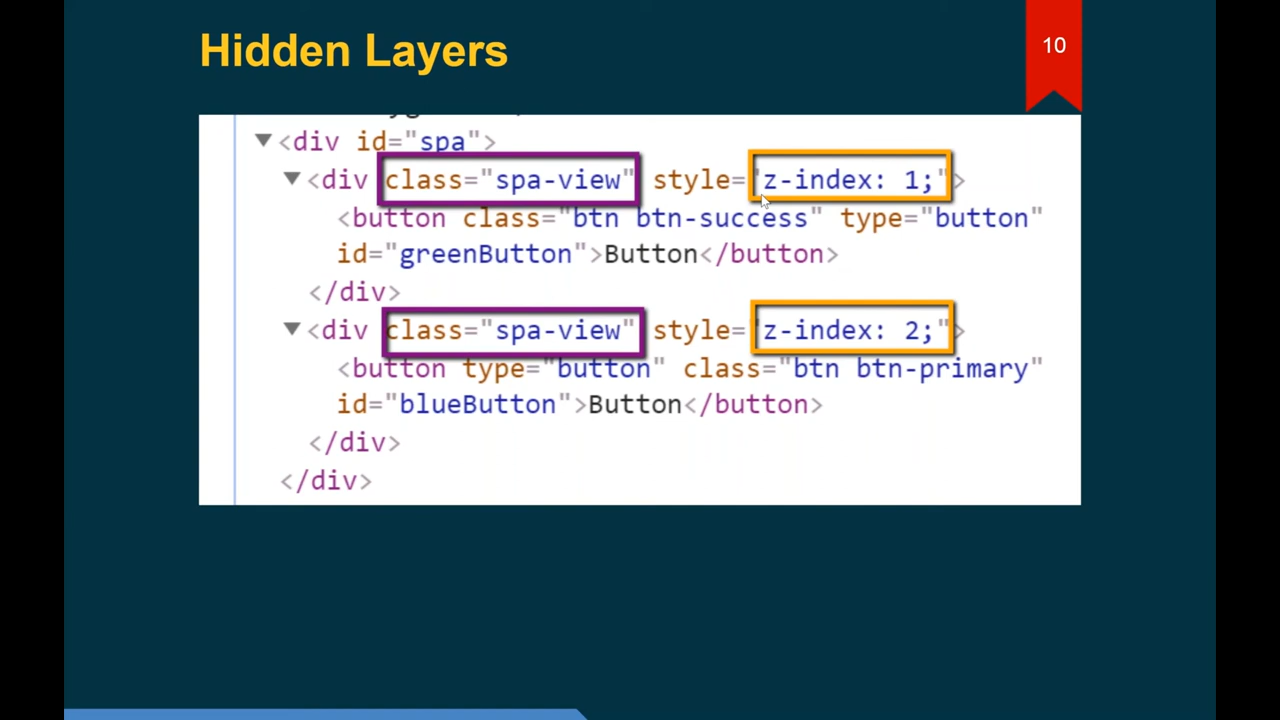 Hidden Layers
10
<div id="spa">
<div class="spa-view" style="z-index: 1;">
<button class="btn btn-success" type="button"
id="greenButton">Button</button>
</div>
<div class="spa-view" style="z-index: 2;">
<button type="button" class="btn btn-primary"
id="blueButton">Button</button>
</div>
</div>